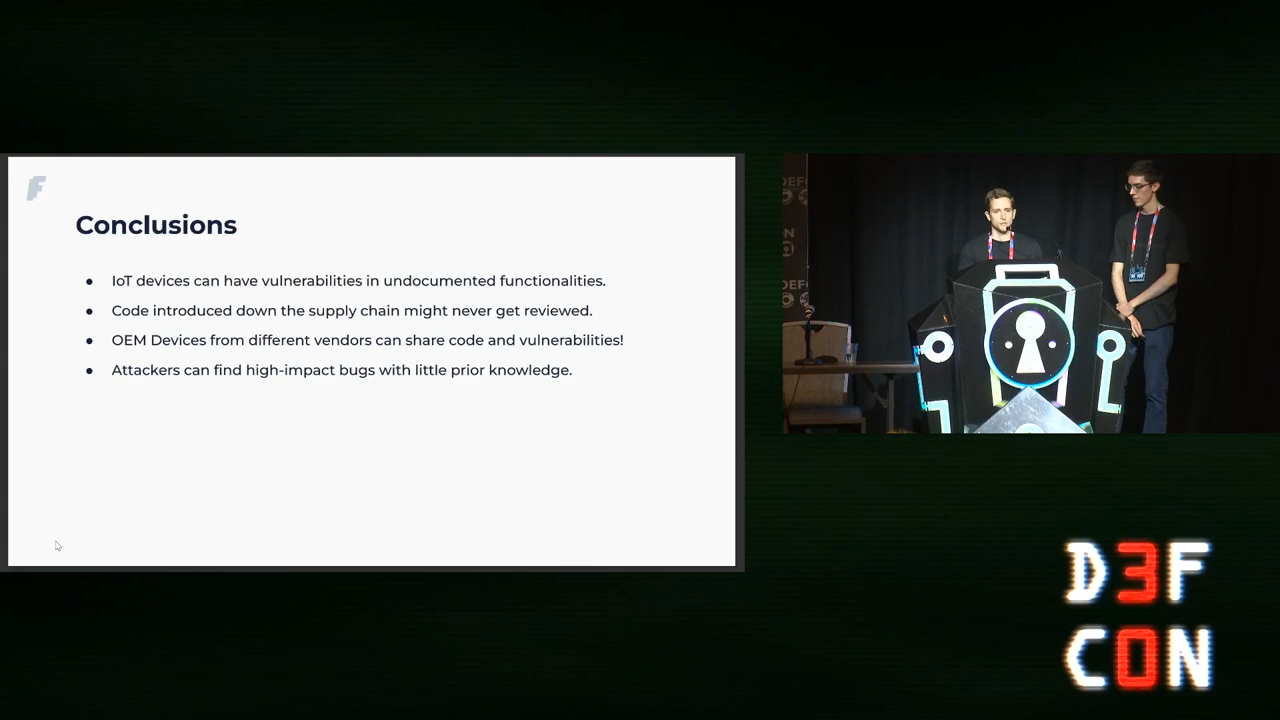 F
Conclusions
● IoT devices can have vulnerabilities in undocumented functionalities.
● Code introduced down the supply chain might never get reviewed.
● OEM Devices from different vendors can share code and vulnerabilities!
● Attackers can find high-impact bugs with little prior knowledge.
DEF
D3F
C0N